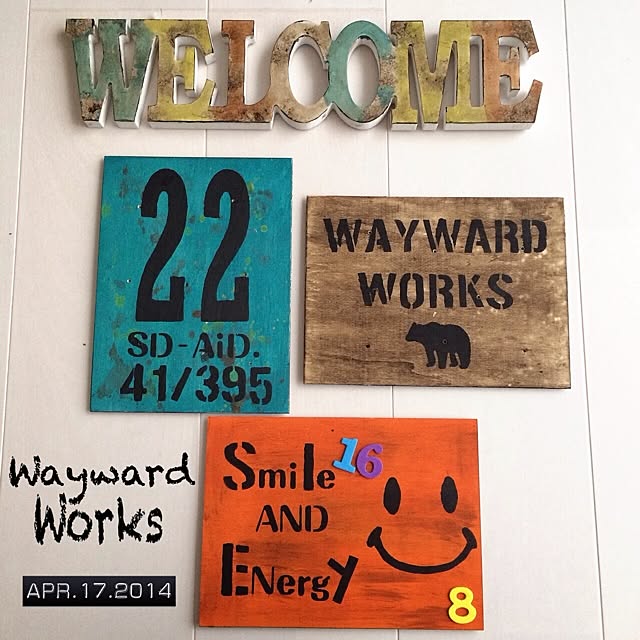 WELCOME
22
SD-AiD.
41/395
WAYWARD
WORKS
Smile 16
AND
ENergy
8
Wayward
Works
APR.17.2014